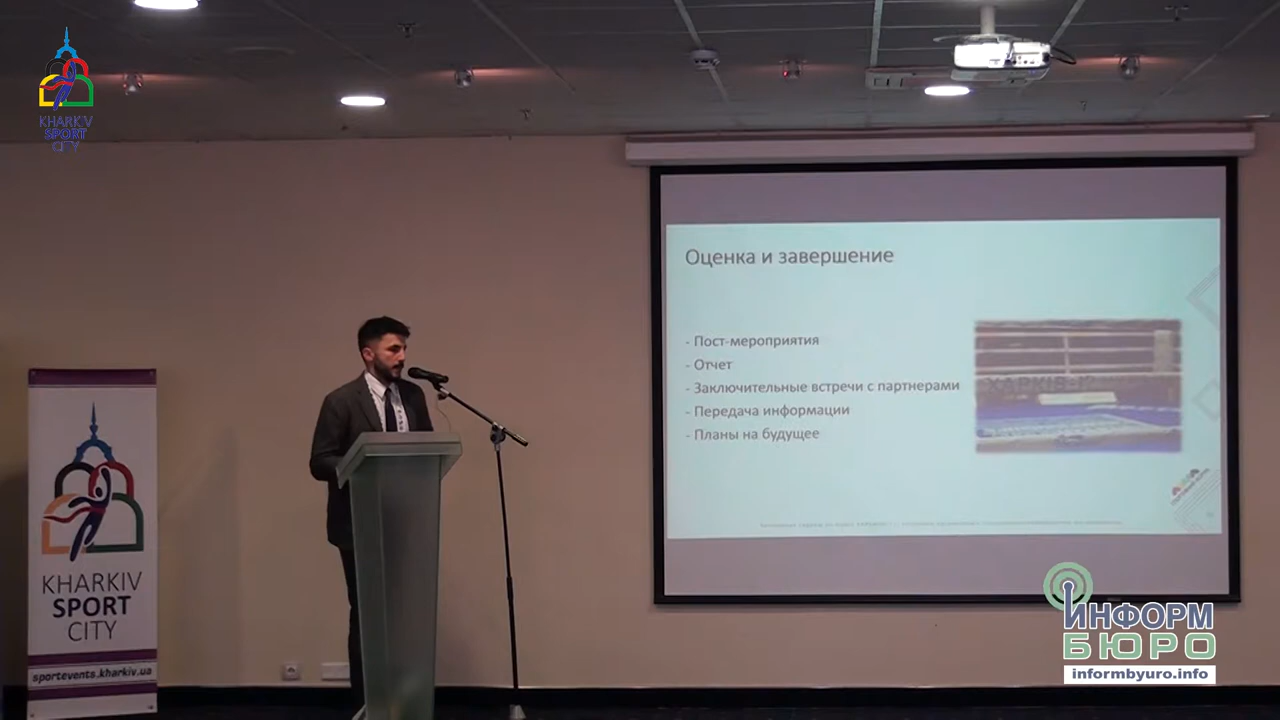 KHARKIV
SPORT
CITY
Оценка и завершение
- Пост-мероприятия
- Отчет
- Заключительные встречи с партнерами
- Передача информации
- Планы на будущее
KHARKIV
SPORT
CITY
sportevents.kharkiv.ua
ИНФОРМ
БЮРО
informbyuro.info